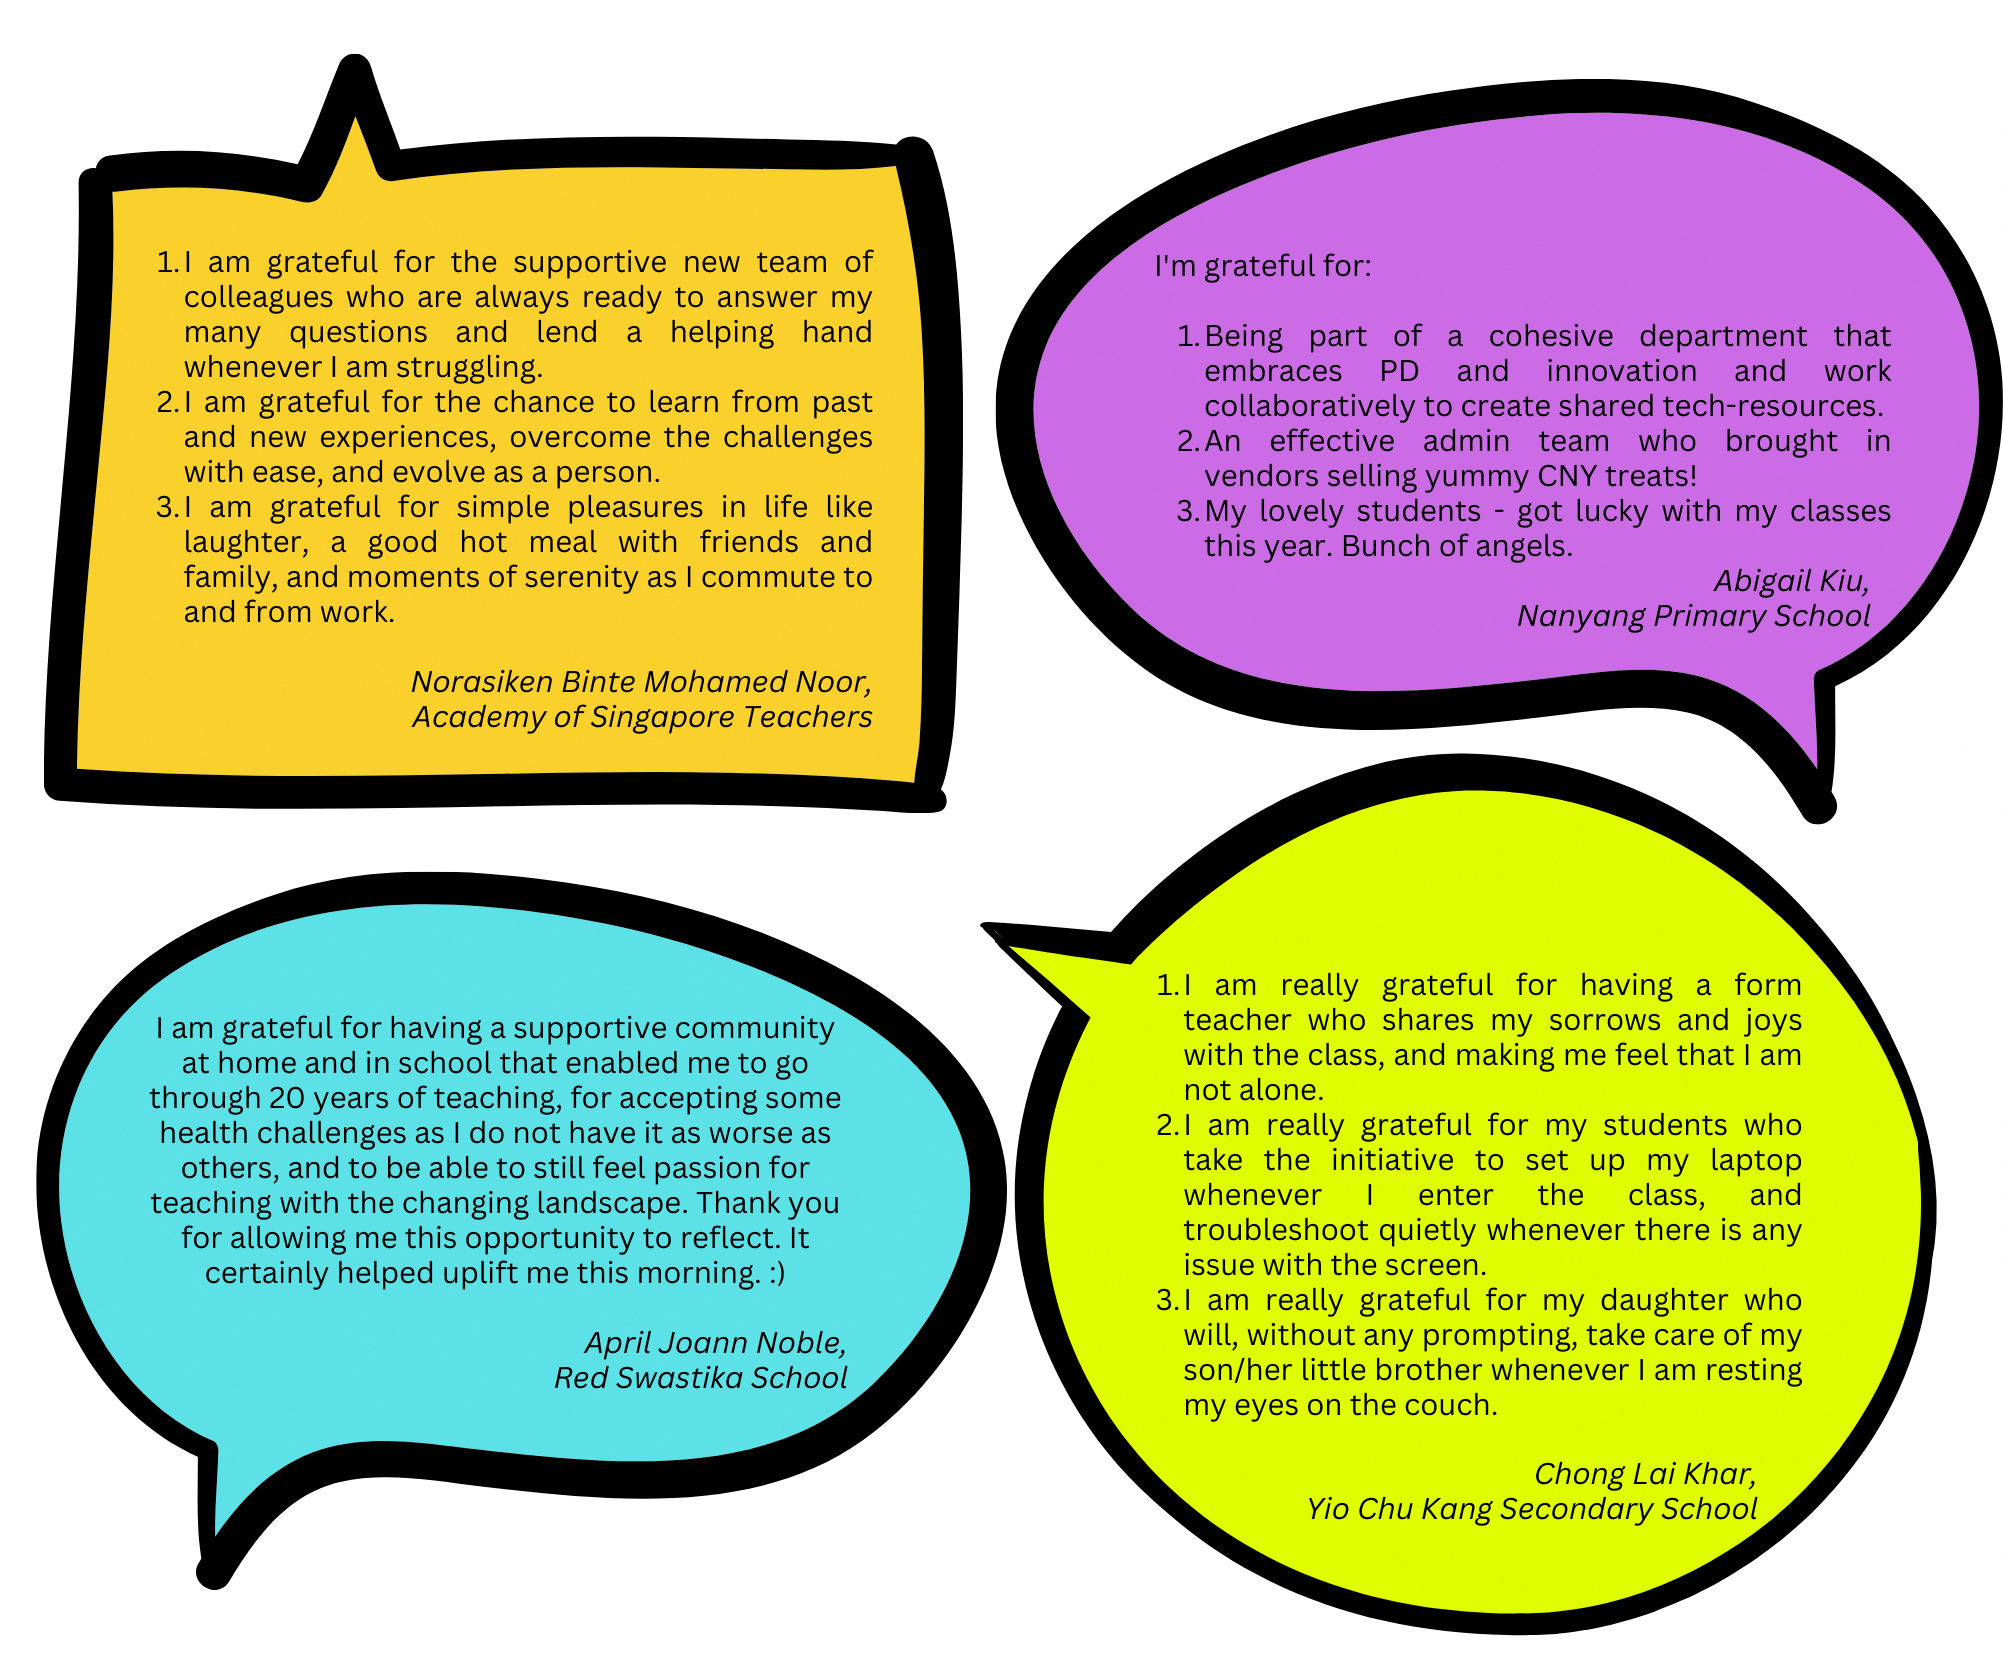 1. I am grateful for the supportive new team of
colleagues who are always ready to answer my
many questions and lend a helping hand
whenever I am struggling.
2. I am grateful for the chance to learn from past
and new experiences, overcome the challenges
with ease, and evolve as a person.
3. I am grateful for simple pleasures in life like
laughter, a good hot meal with friends and
family, and moments of serenity as I commute to
and from work.
Norasiken Binte Mohamed Noor,
Academy of Singapore Teachers
I'm grateful for:
1. Being part of a cohesive department that
embraces PD and innovation and work
collaboratively to create shared tech-resources.
2. An effective admin team who brought in
vendors selling yummy CNY treats!
3. My lovely students - got lucky with my classes
this year. Bunch of angels.
Abigail Kiu,
Nanyang Primary School
I am grateful for having a supportive community
at home and in school that enabled me to go
through 20 years of teaching, for accepting some
health challenges as I do not have it as worse as
others, and to be able to still feel passion for
teaching with the changing landscape. Thank you
for allowing me this opportunity to reflect. It
certainly helped uplift me this morning. :)
April Joann Noble,
Red Swastika School
1. I am really grateful for having a form
teacher who shares my sorrows and joys
with the class, and making me feel that I am
not alone.
2. I am really grateful for my students who
take the initiative to set up my laptop
whenever I enter the class, and
troubleshoot quietly whenever there is any
issue with the screen.
3. I am really grateful for my daughter who
will, without any prompting, take care of my
son/her little brother whenever I am resting
my eyes on the couch.
Chong Lai Khar,
Yio Chu Kang Secondary School